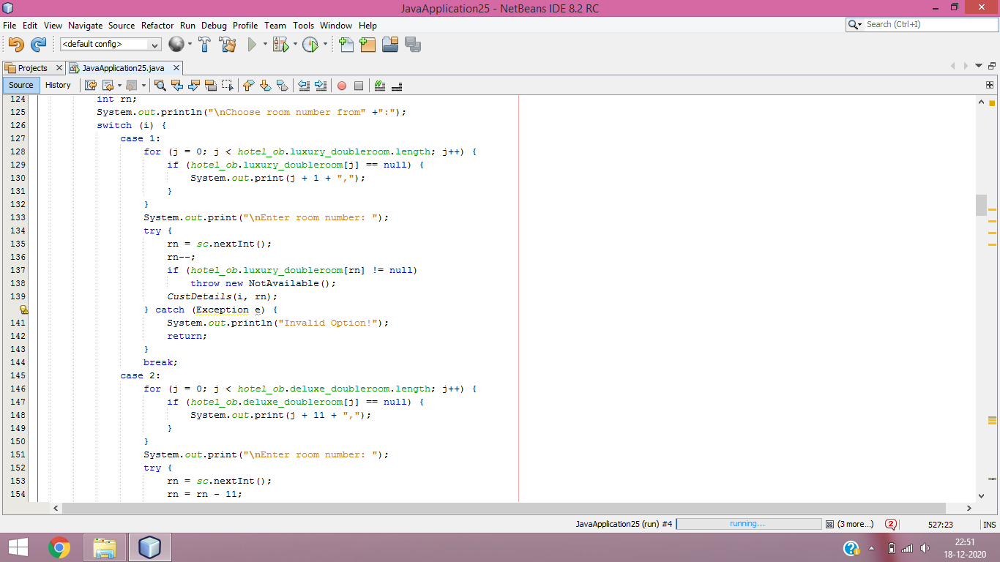 JavaApplication25 - NetBeans IDE 8.2 RC
File Edit View Navigate Source Refactor Run Debug Profile Team Tools Window Help
Search (Ctrl+I)
<default config>
Projects
JavaApplication25.java
Source History
124 int rn;
125 System.out.println("\nChoose room number from" +":");
126 switch (i) {
127 case 1:
128 for (j = 0; j < hotel_ob.luxury_doubleroom.length; j++) {
129 if (hotel_ob.luxury_doubleroom[j] == null) {
130 System.out.print(j + 1 + ",");
131 }
132 }
133 System.out.print("\nEnter room number: ");
134 try {
135 rn = sc.nextInt();
136 rn--;
137 if (hotel_ob.luxury_doubleroom[rn] != null)
138 throw new NotAvailable();
139 CustDetails(i, rn);
} catch (Exception e) {
141 System.out.println("Invalid Option!");
142 return;
143 }
144 break;
145 case 2:
146 for (j = 0; j < hotel_ob.deluxe_doubleroom.length; j++) {
147 if (hotel_ob.deluxe_doubleroom[j] == null) {
148 System.out.print(j + 11 + ",");
149 }
150 }
151 System.out.print("\nEnter room number: ");
152 try {
153 rn = sc.nextInt();
154 rn = rn - 11;
JavaApplication25 (run) #4 running... (3 more...) 2 527:23 INS
22:51
18-12-2020